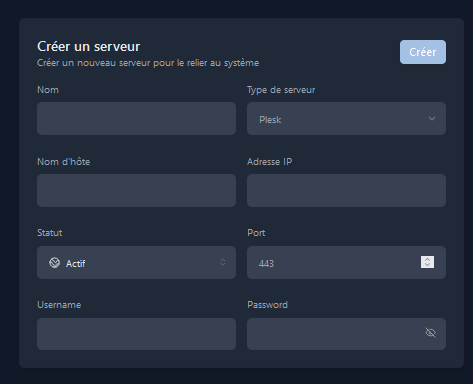 Créer un serveur
Créer
Créer un nouveau serveur pour le relier au système
Nom
Type de serveur
Plesk
Nom d'hôte
Adresse IP
Statut
Port
Actif
443
Username
Password